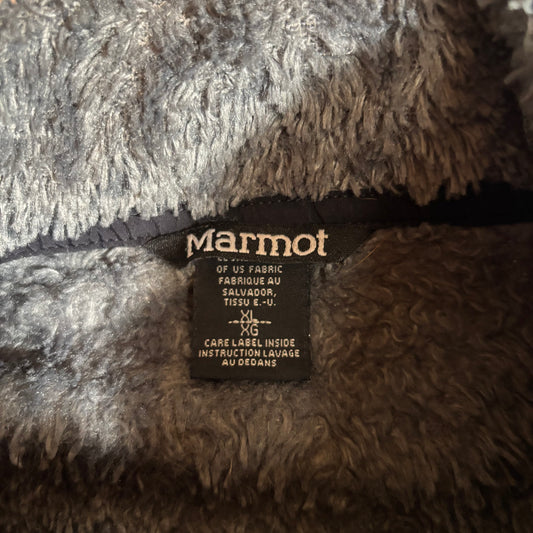 Marmot
OF US FABRIC
FABRIQUE AU
SALVADOR,
TISSU E.-U.
XL
XG
CARE LABEL INSIDE
INSTRUCTION LAVAGE
AU DEDANS